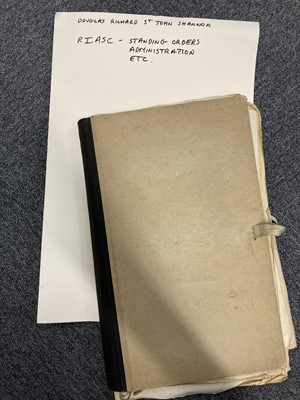 DOUGLAS RICHARD ST JOHN SHANNON
RIASC - STANDING ORDERS
ADMINISTRATION
ETC.